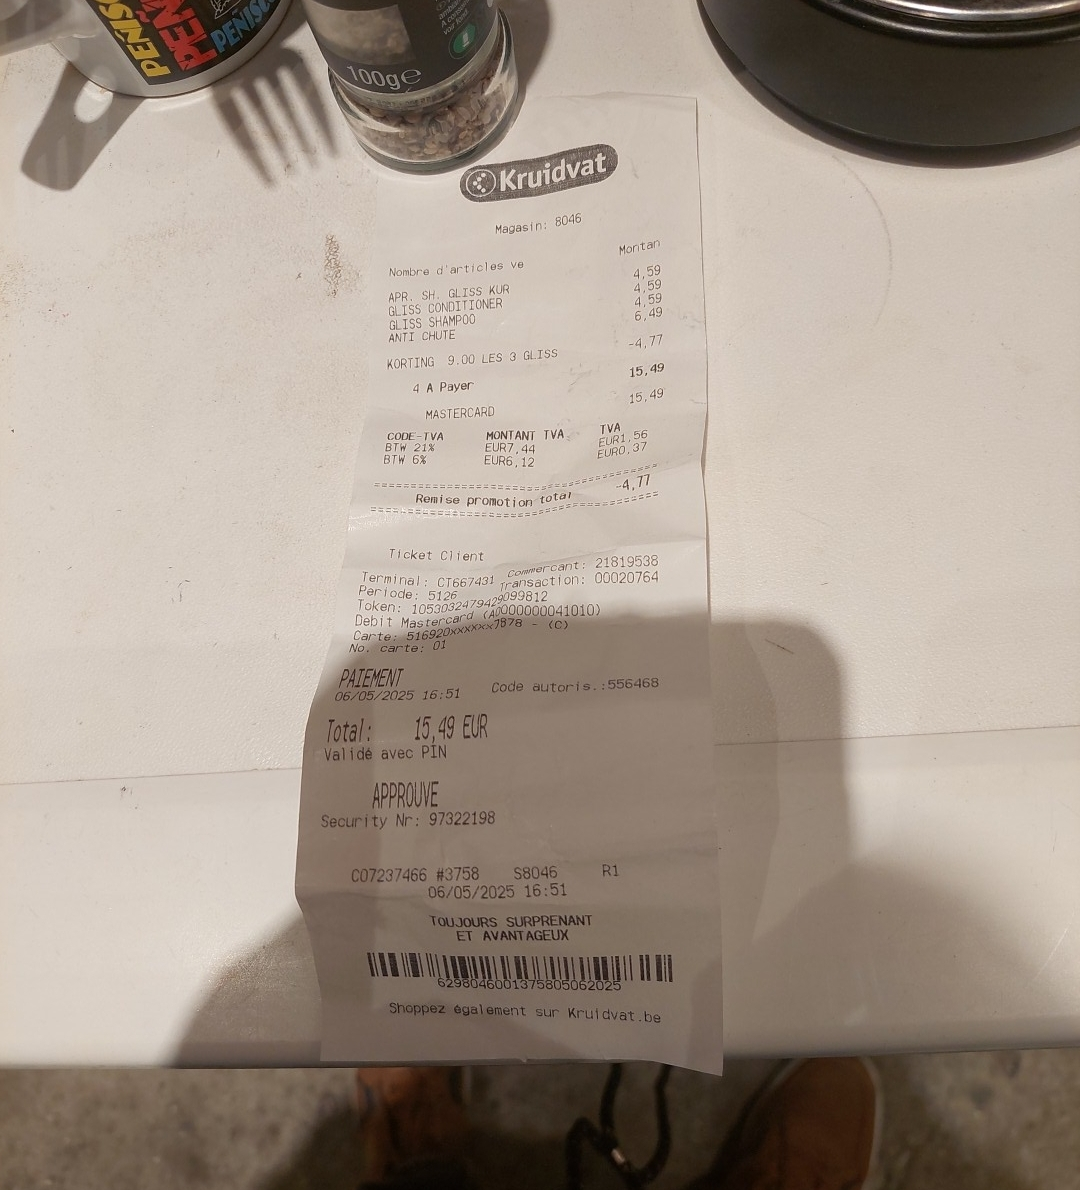 PEÑISC
PEÑ
PEÑISCO
100g℮
Kruidvat
Magasin: 8046
Montan
Nombre d'articles ve
APR. SH. GLISS KUR 4,59
GLISS CONDITIONER 4,59
GLISS SHAMPOO 4,59
ANTI CHUTE 6,49
KORTING 9.00 LES 3 GLISS -4,77
4 A Payer 15,49
MASTERCARD 15,49
CODE-TVA MONTANT TVA TVA
BTW 21% EUR7,44 EUR1,56
BTW 6% EUR6,12 EUR0,37
Remise promotion total -4,77
Ticket Client
Terminal: CT667431 Commercant: 21819538
Periode: 5126 Transaction: 00020764
Token: 1053032479429099812
Debit Mastercard (A0000000041010)
Carte: 516920xxxxxx7878 - (C)
No. carte: 01
PAIEMENT
06/05/2025 16:51 Code autoris.:556468
Total: 15,49 EUR
Validé avec PIN
APPROUVE
Security Nr: 97322198
C07237466 #3758 S8046 R1
06/05/2025 16:51
TOUJOURS SURPRENANT
ET AVANTAGEUX
6298046001375805062025
Shoppez également sur Kruidvat.be